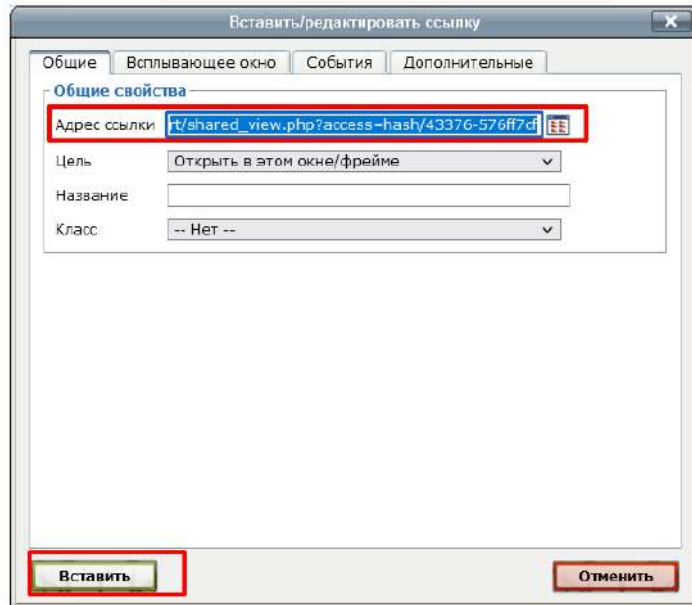 Вставить/редактировать ссылку
Общие Всплывающее окно События Дополнительные
Общие свойства
Адрес ссылки rt/shared_view.php?access=hash/43376-576ff7cf
Цель Открыть в этом окне/фрейме
Название
Класс -- Нет --
Вставить Отменить